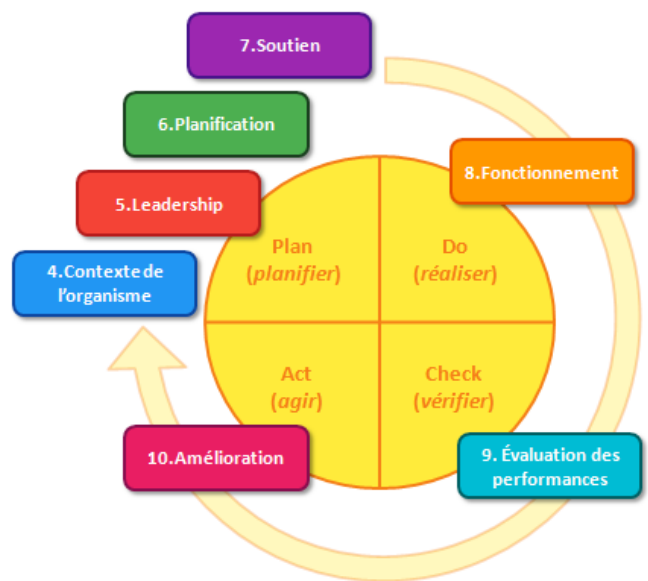 7.Soutien
6.Planification
8.Fonctionnement
5.Leadership
Plan
(planifier)
Do
(réaliser)
4.Contexte de
l'organisme
Act
(agir)
Check
(vérifier)
10.Amélioration
9. Évaluation des
performances